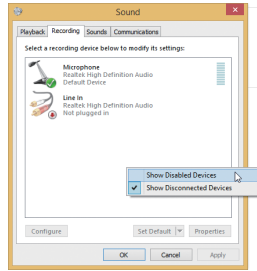 Sound
Playback Recording Sounds Communications
Select a recording device below to modify its settings:
Microphone
Realtek High Definition Audio
Default Device
Line In
Realtek High Definition Audio
Not plugged in
Show Disabled Devices
Show Disconnected Devices
Configure Set Default Properties
OK Cancel Apply